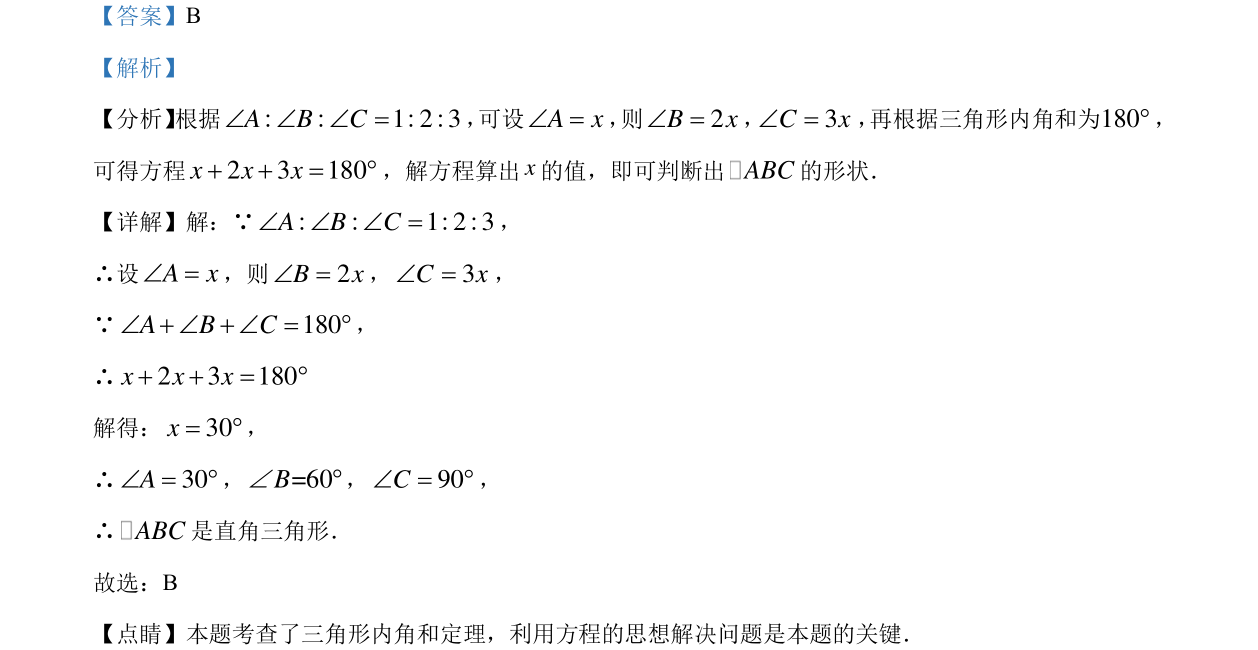 【答案】B
【解析】
【分析】根据∠A:∠B:∠C=1:2:3,可设∠A=x,则∠B=2x,∠C=3x,再根据三角形内角和为180°,
可得方程x+2x+3x=180°,解方程算出x的值,即可判断出□ABC的形状.
【详解】解:∵∠A:∠B:∠C=1:2:3,
∴设∠A=x,则∠B=2x,∠C=3x,
∵∠A+∠B+∠C=180°,
∴x+2x+3x=180°
解得:x=30°,
∴∠A=30°,∠B=60°,∠C=90°,
∴□ABC是直角三角形.
故选:B
【点睛】本题考查了三角形内角和定理,利用方程的思想解决问题是本题的关键.